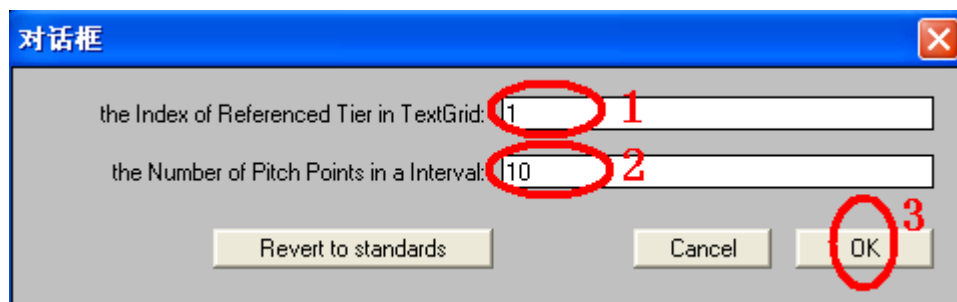 对话框
the Index of Referenced Tier in TextGrid: 1 1
the Number of Pitch Points in a Interval: 10 2
Revert to standards Cancel OK 3